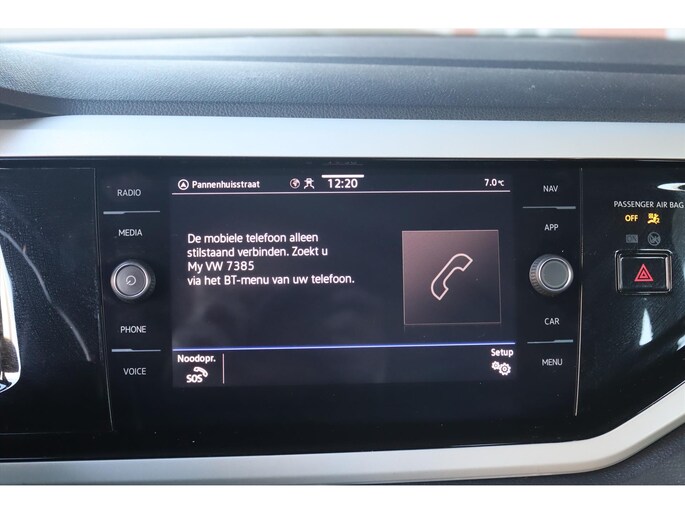 RADIO
MEDIA
PHONE
VOICE
Pannenhuisstraat
12:20
7.0°C
De mobiele telefoon alleen
stilstaand verbinden. Zoekt u
My VW 7385
via het BT-menu van uw telefoon.
Noodopr.
SOS
Setup
NAV
APP
CAR
MENU
PASSENGER AIR BAG
OFF